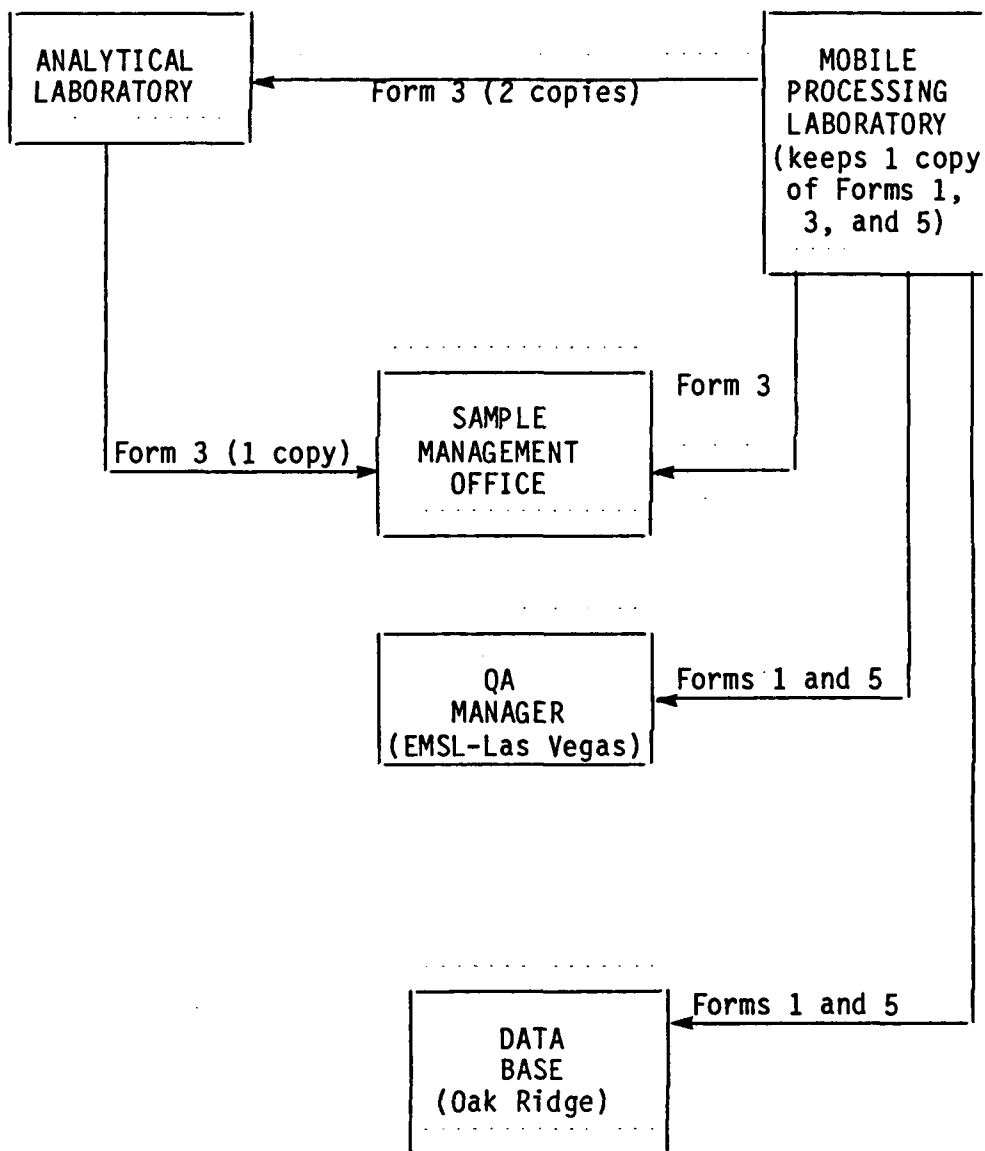 ANALYTICAL
LABORATORY
Form 3 (2 copies)
MOBILE
PROCESSING
LABORATORY
(keeps 1 copy
of Forms 1,
3, and 5)
Form 3
SAMPLE
MANAGEMENT
OFFICE
Form 3 (1 copy)
Forms 1 and 5
QA
MANAGER
(EMSL-Las Vegas)
Forms 1 and 5
DATA
BASE
(Oak Ridge)